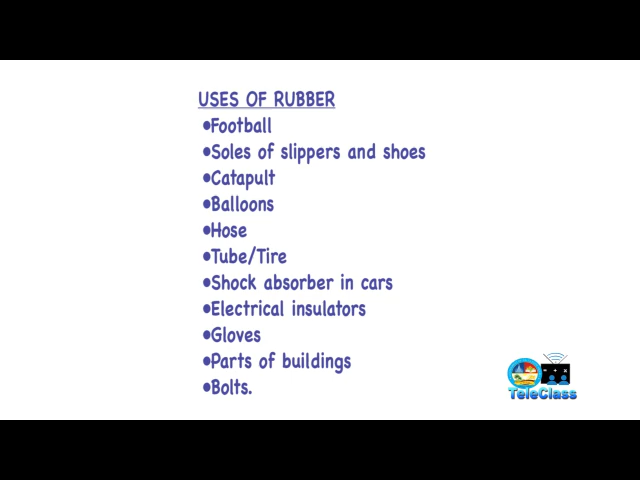 USES OF RUBBER
•Football
•Soles of slippers and shoes
•Catapult
•Balloons
•Hose
•Tube/Tire
•Shock absorber in cars
•Electrical insulators
•Gloves
•Parts of buildings
•Bolts.
TeleClass